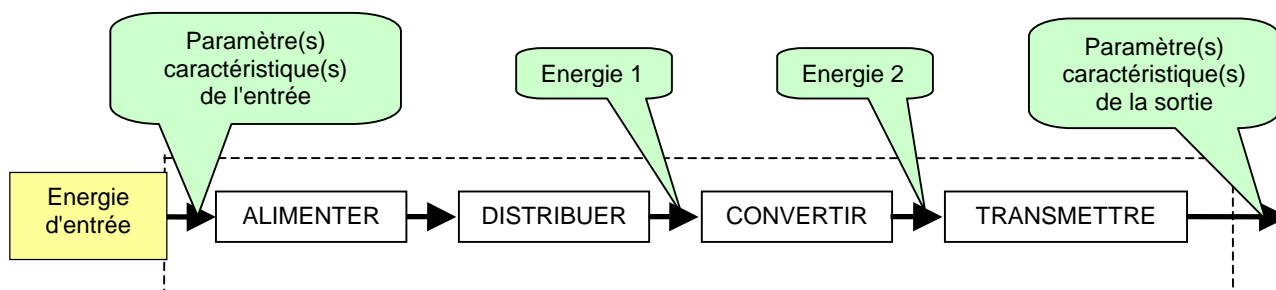 Paramètre(s)
caractéristique(s)
de l'entrée
Energie 1
Energie 2
Paramètre(s)
caractéristique(s)
de la sortie
Energie
d'entrée
ALIMENTER
DISTRIBUER
CONVERTIR
TRANSMETTRE